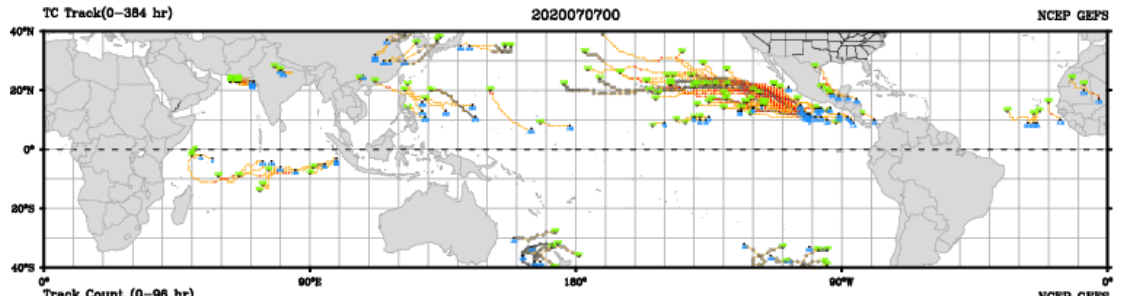 TC Track(0-384 hr) 2020070700 NCEP GEFS
40°N
20°N
0°
20°S
40°S
0° 90°E 180° 90°W 0°
Track Count (0-96 hr) NCEP GEFS